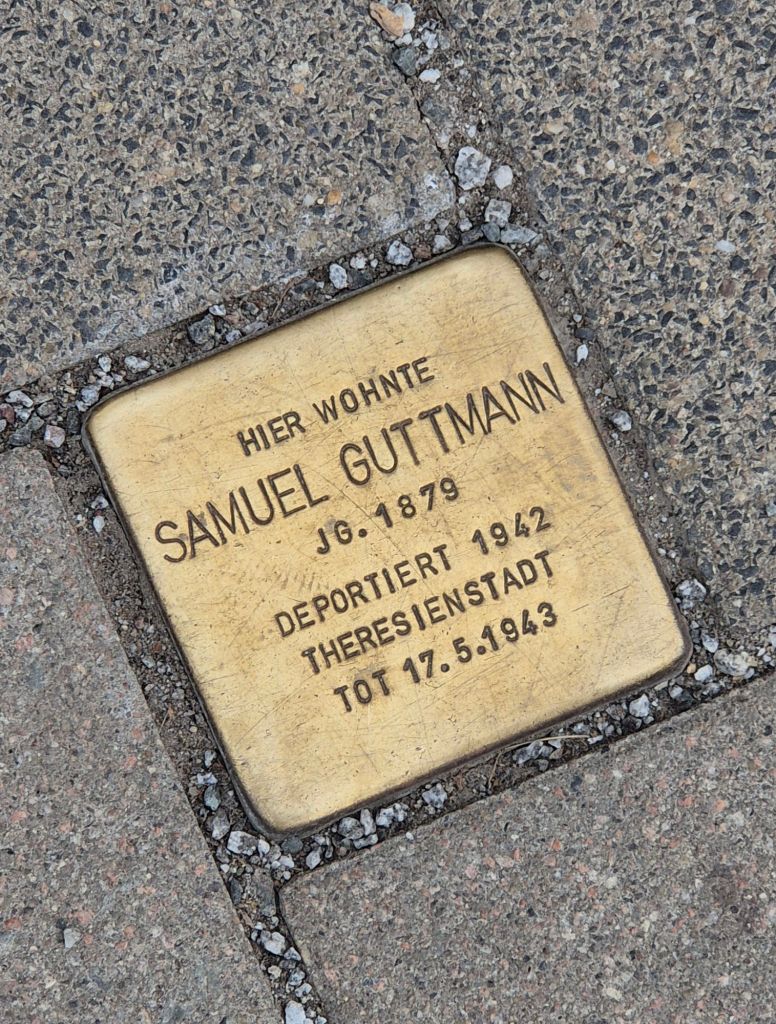 HIER WOHNTE
SAMUEL GUTTMANN
JG. 1879
DEPORTIERT 1942
THERESIENSTADT
TOT 17.5.1943